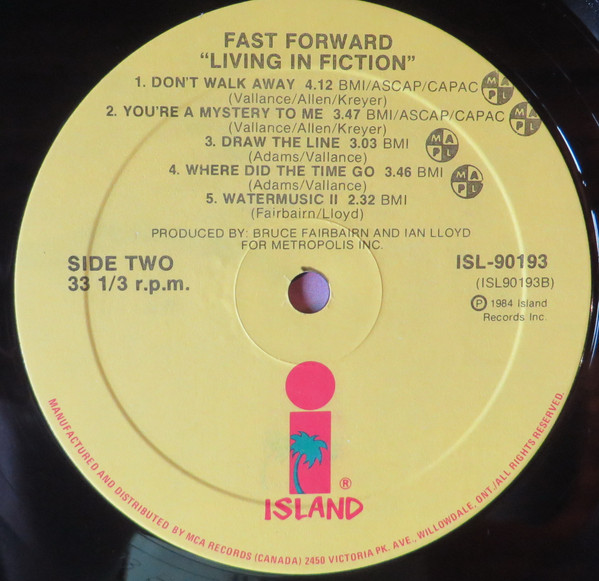 FAST FORWARD
"LIVING IN FICTION"
1. DON'T WALK AWAY 4.12 BMI/ASCAP/CAPAC M A P L
(Vallance/Allen/Kreyer)
2. YOU'RE A MYSTERY TO ME 3.47 BMI/ASCAP/CAPAC M A P L
(Vallance/Allen/Kreyer)
3. DRAW THE LINE 3.03 BMI M A P L
(Adams/Vallance)
4. WHERE DID THE TIME GO 3.46 BMI M A P L
(Adams/Vallance)
5. WATERMUSIC II 2.32 BMI
(Fairbairn/Lloyd)
PRODUCED BY: BRUCE FAIRBAIRN AND IAN LLOYD
FOR METROPOLIS INC.
SIDE TWO
33 1/3 r.p.m.
ISL-90193
(ISL90193B)
℗ 1984 Island
Records Inc.
®
ISLAND
MANUFACTURED AND DISTRIBUTED BY MCA RECORDS (CANADA) 2450 VICTORIA PK. AVE., WILLOWDALE, ONT./ALL RIGHTS RESERVED.